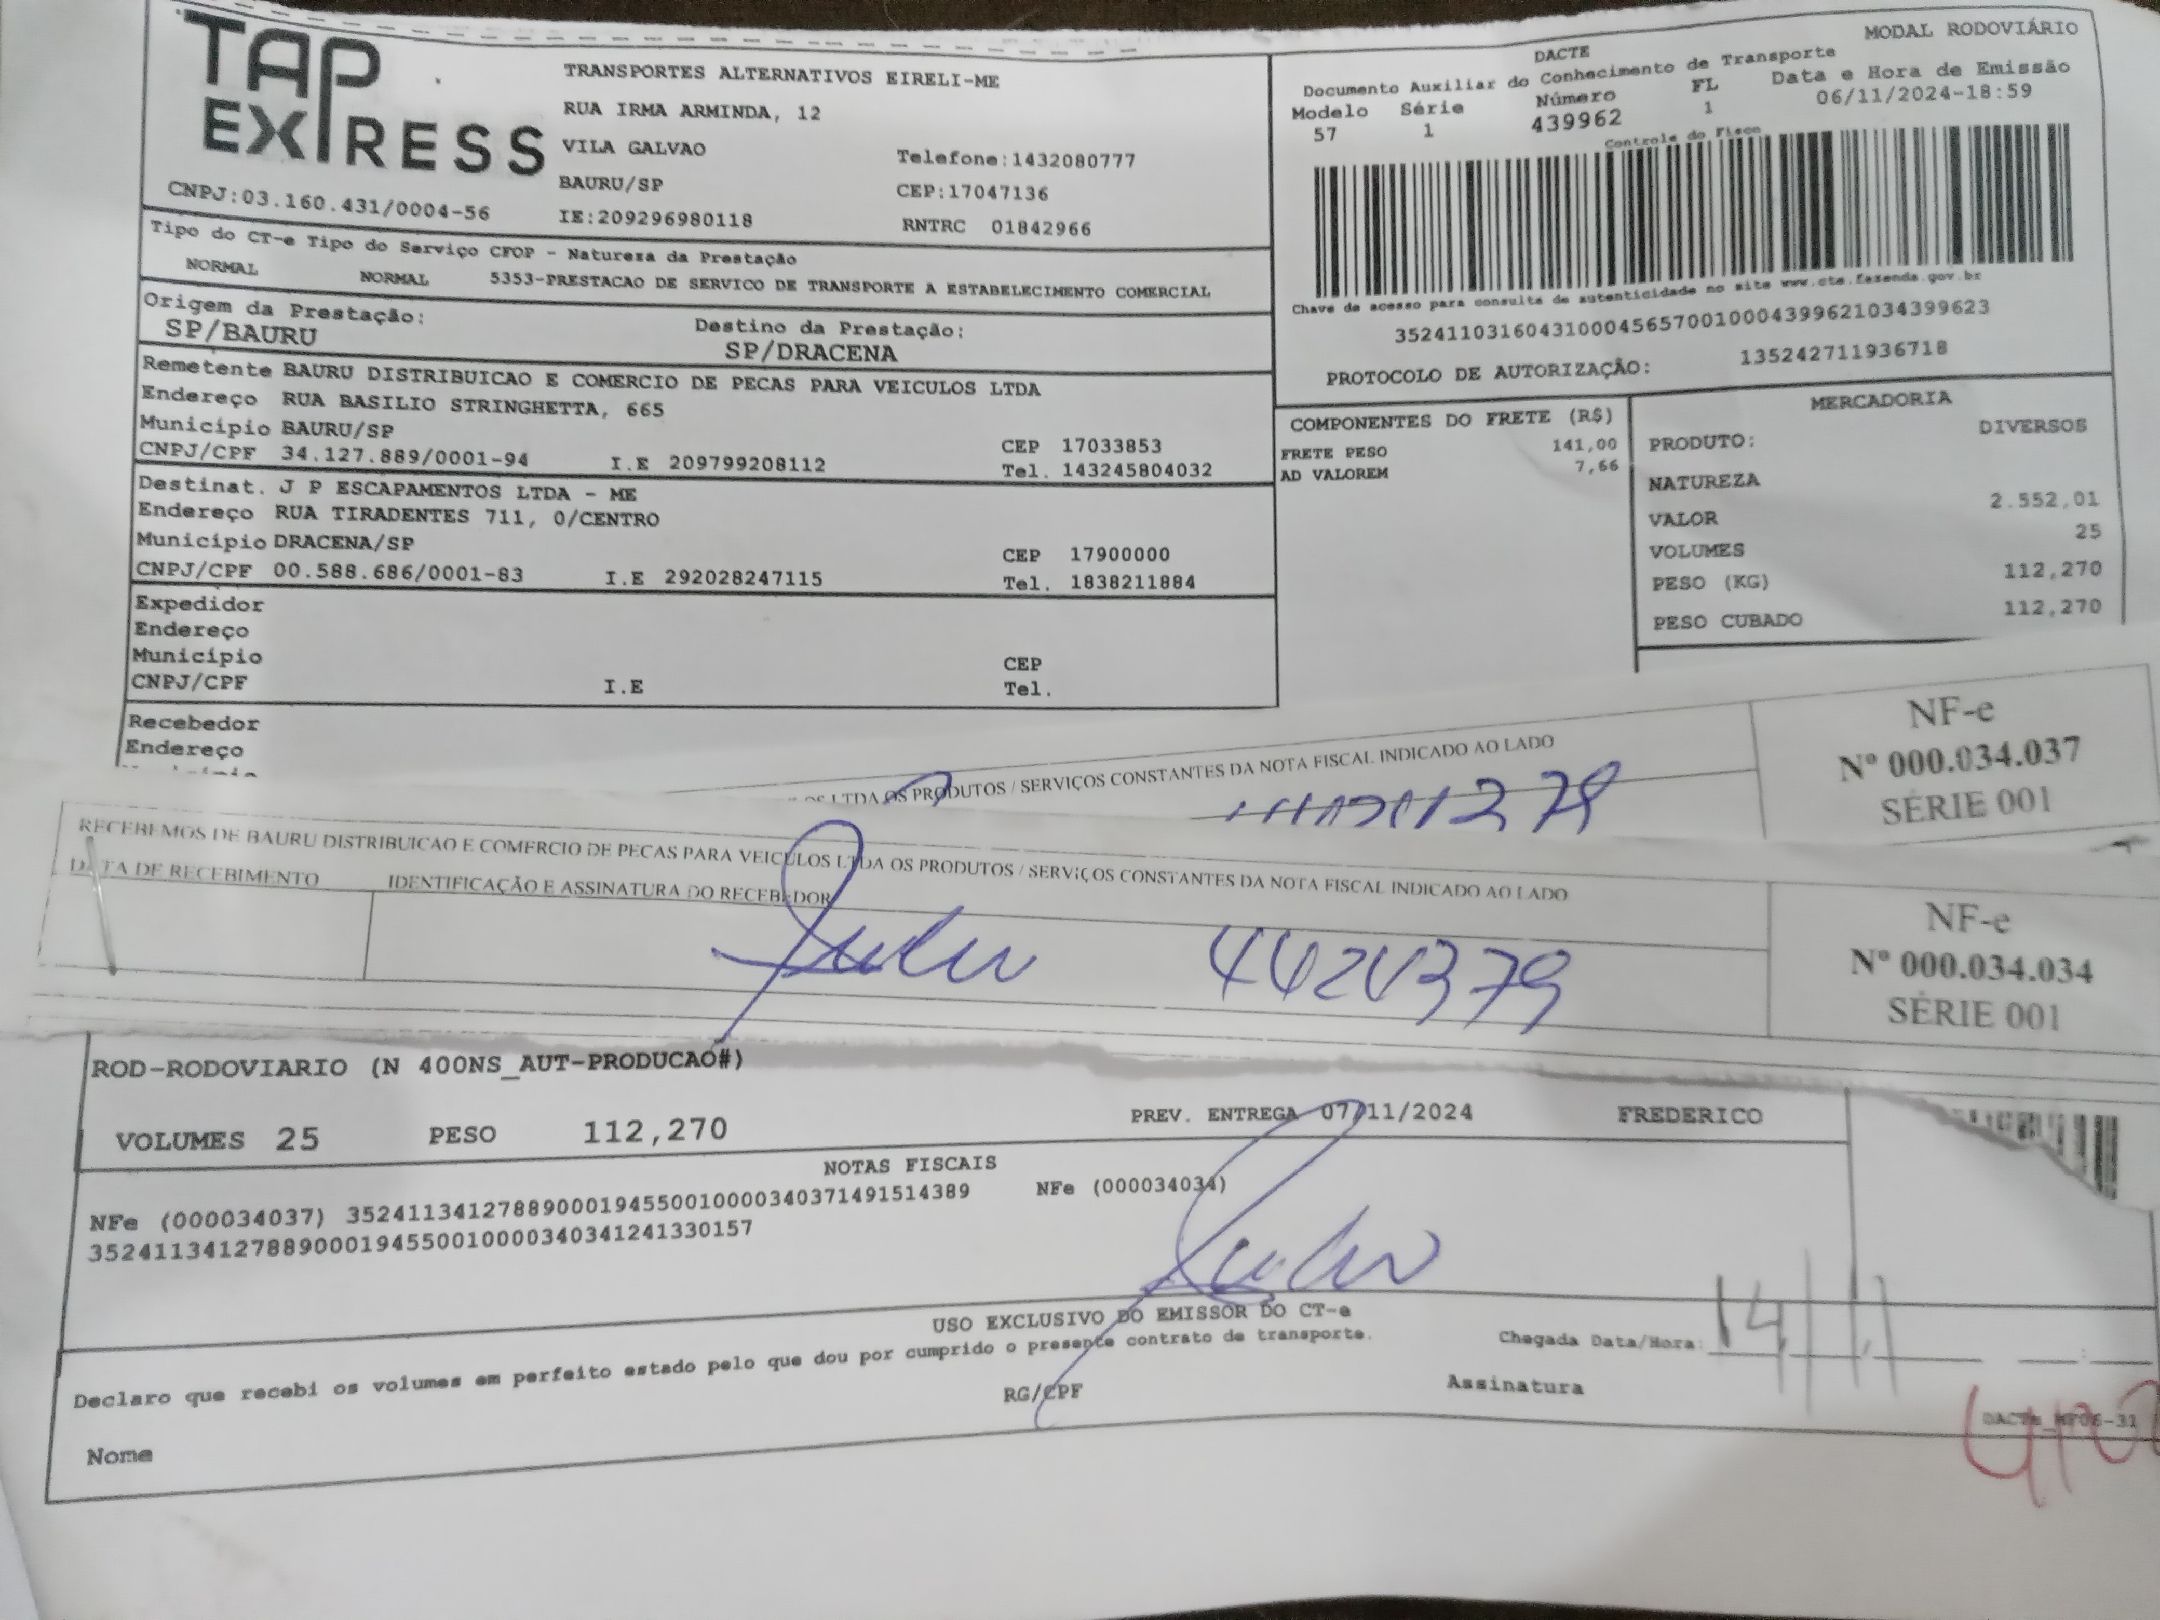 TAP EXPRESS
CNPJ:03.160.431/0004-56
TRANSPORTES ALTERNATIVOS EIRELI-ME
RUA IRMA ARMINDA, 12
VILA GALVAO
Telefone:1432080777
BAURU/SP
CEP:17047136
IE:209296980118
RNTRC 01842966
MODAL RODOVIÁRIO
DACTE
Documento Auxiliar do Conhecimento de Transporte
Modelo Série Número FL Data e Hora de Emissão
57 1 439962 1 06/11/2024-18:59
Controle do Fisco
Chave de acesso para consulta de autenticidade no site www.cte.fazenda.gov.br
35241103160431000456570010004399621034399623
PROTOCOLO DE AUTORIZAÇÃO: 135242711936718
Tipo do CT-e Tipo do Serviço CFOP - Natureza da Prestação
NORMAL NORMAL 5353-PRESTACAO DE SERVICO DE TRANSPORTE A ESTABELECIMENTO COMERCIAL
Origem da Prestação: Destino da Prestação:
SP/BAURU SP/DRACENA
Remetente BAURU DISTRIBUICAO E COMERCIO DE PECAS PARA VEICULOS LTDA
Endereço RUA BASILIO STRINGHETTA, 665
Município BAURU/SP CEP 17033853
CNPJ/CPF 34.127.889/0001-94 I.E 209799208112 Tel. 143245804032
Destinat. J P ESCAPAMENTOS LTDA - ME
Endereço RUA TIRADENTES 711, 0/CENTRO
Município DRACENA/SP CEP 17900000
CNPJ/CPF 00.588.686/0001-83 I.E 292028247115 Tel. 1838211884
Expedidor
Endereço
Município CEP
CNPJ/CPF I.E Tel.
Recebedor
Endereço
COMPONENTES DO FRETE (R$)
FRETE PESO 141,00
AD VALOREM 7,66
MERCADORIA
PRODUTO: DIVERSOS
NATUREZA
VALOR 2.552,01
VOLUMES 25
PESO (KG) 112,270
PESO CUBADO 112,270
LTDA OS PRODUTOS / SERVIÇOS CONSTANTES DA NOTA FISCAL INDICADO AO LADO
NF-e
Nº 000.034.037
SÉRIE 001
RECEBEMOS DE BAURU DISTRIBUICAO E COMERCIO DE PECAS PARA VEICULOS LTDA OS PRODUTOS / SERVIÇOS CONSTANTES DA NOTA FISCAL INDICADO AO LADO
DATA DE RECEBIMENTO IDENTIFICAÇÃO E ASSINATURA DO RECEBEDOR
NF-e
Nº 000.034.034
SÉRIE 001
ROD-RODOVIARIO (N 400NS_AUT-PRODUCAO#)
VOLUMES 25 PESO 112,270 PREV. ENTREGA 07/11/2024 FREDERICO
NOTAS FISCAIS
NFe (000034037) 35241134127889000194550010000340371491514389 NFe (000034034)
35241134127889000194550010000340341241330157
USO EXCLUSIVO DO EMISSOR DO CT-e
Declaro que recebi os volumes em perfeito estado pelo que dou por cumprido o presente contrato de transporte.
Chegada Data/Hora: 14/11
Nome RG/CPF Assinatura